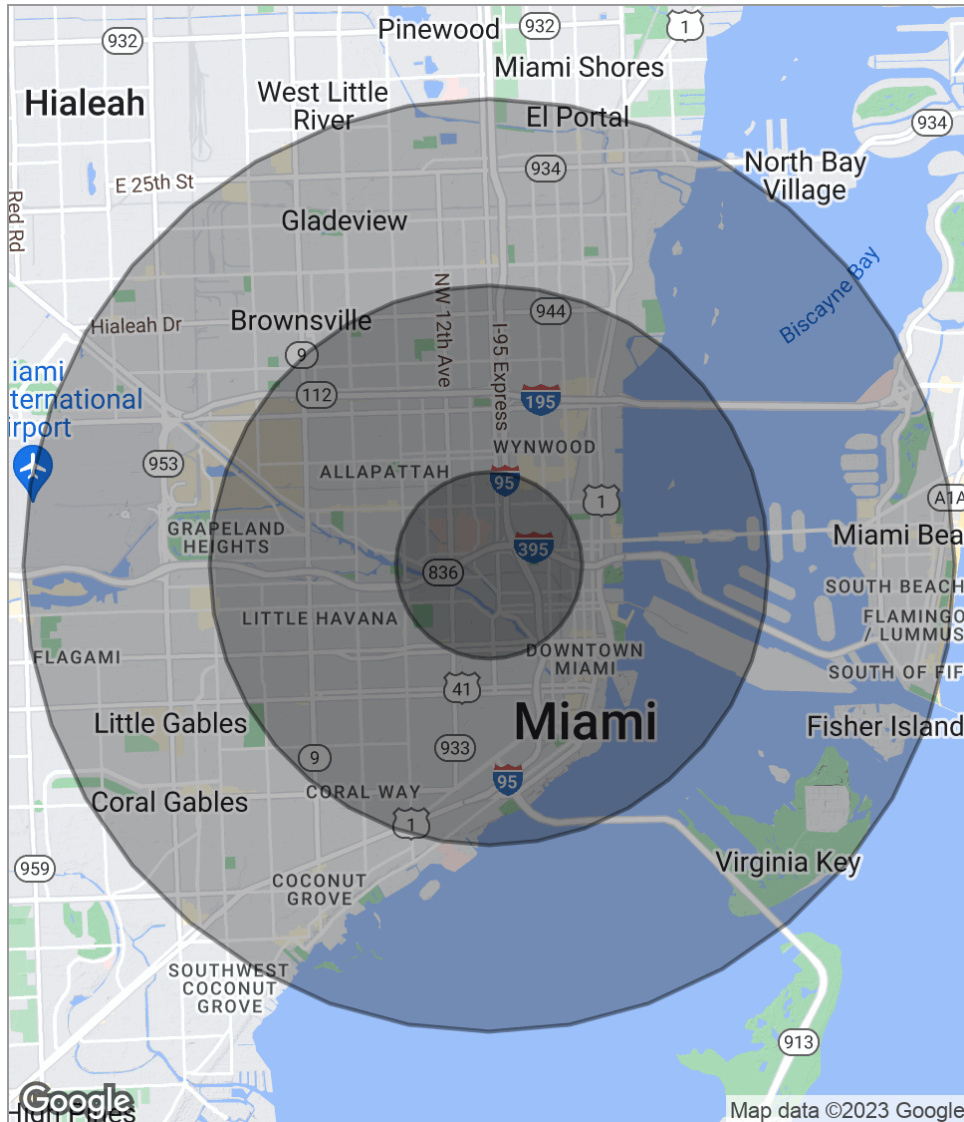 Pinewood
932
1
932
Miami Shores
Hialeah
West Little
River
El Portal
934
934
North Bay
Village
E 25th St
Red Rd
Gladeview
NW 12th Ave
Biscayne Bay
Hialeah Dr
Brownsville
944
I-95 Express
9
iami
ternational
irport
112
195
WYNWOOD
953
ALLAPATTAH
95
1
A1A
GRAPELAND
HEIGHTS
395
Miami Bea
836
SOUTH BEACH
LITTLE HAVANA
FLAMINGO
/ LUMMUS
FLAGAMI
DOWNTOWN
MIAMI
SOUTH OF FIF
41
Little Gables
Miami
Fisher Island
933
9
95
Coral Gables
CORAL WAY
1
959
Virginia Key
COCONUT
GROVE
SOUTHWEST
COCONUT
GROVE
913
Google
High Pines
Map data ©2023 Google